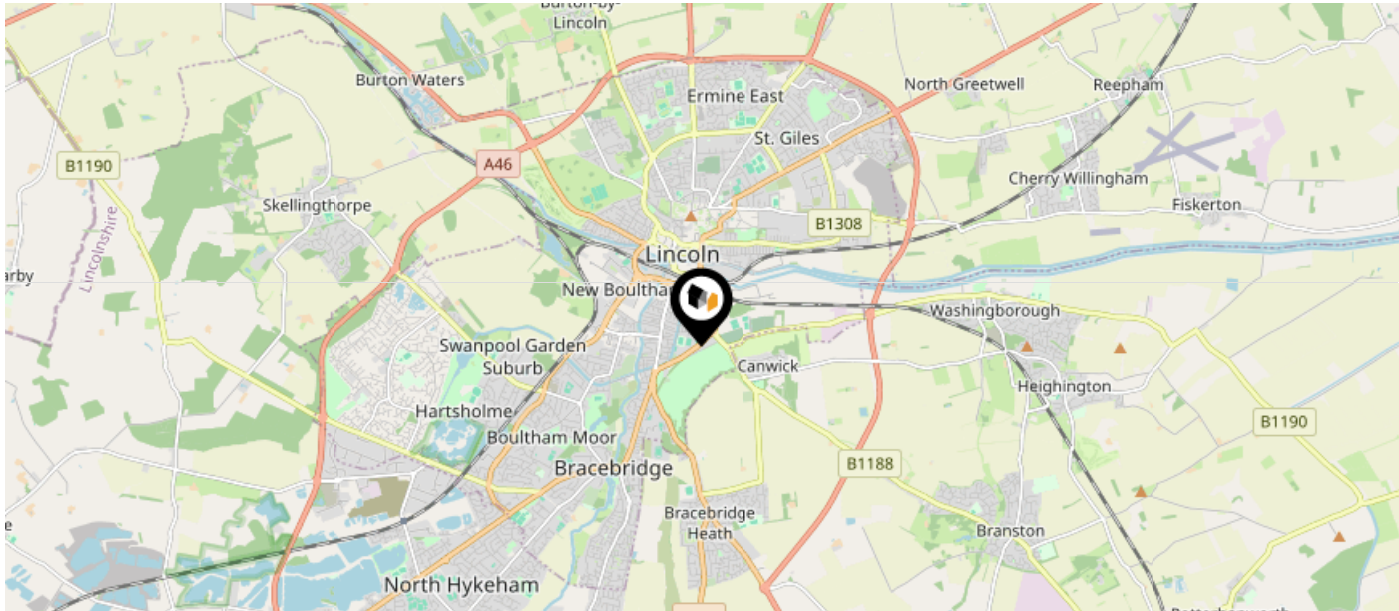 Burton-by-
Lincoln
Burton Waters
Ermine East
North Greetwell
Reepham
St. Giles
A46
B1190
Cherry Willingham
Skellingthorpe
Fiskerton
B1308
Lincolnshire
Lincoln
arby
New Boultham
Washingborough
Swanpool Garden
Suburb
Canwick
Heighington
Hartsholme
B1190
Boultham Moor
Bracebridge
B1188
Bracebridge
Heath
Branston
e
North Hykeham